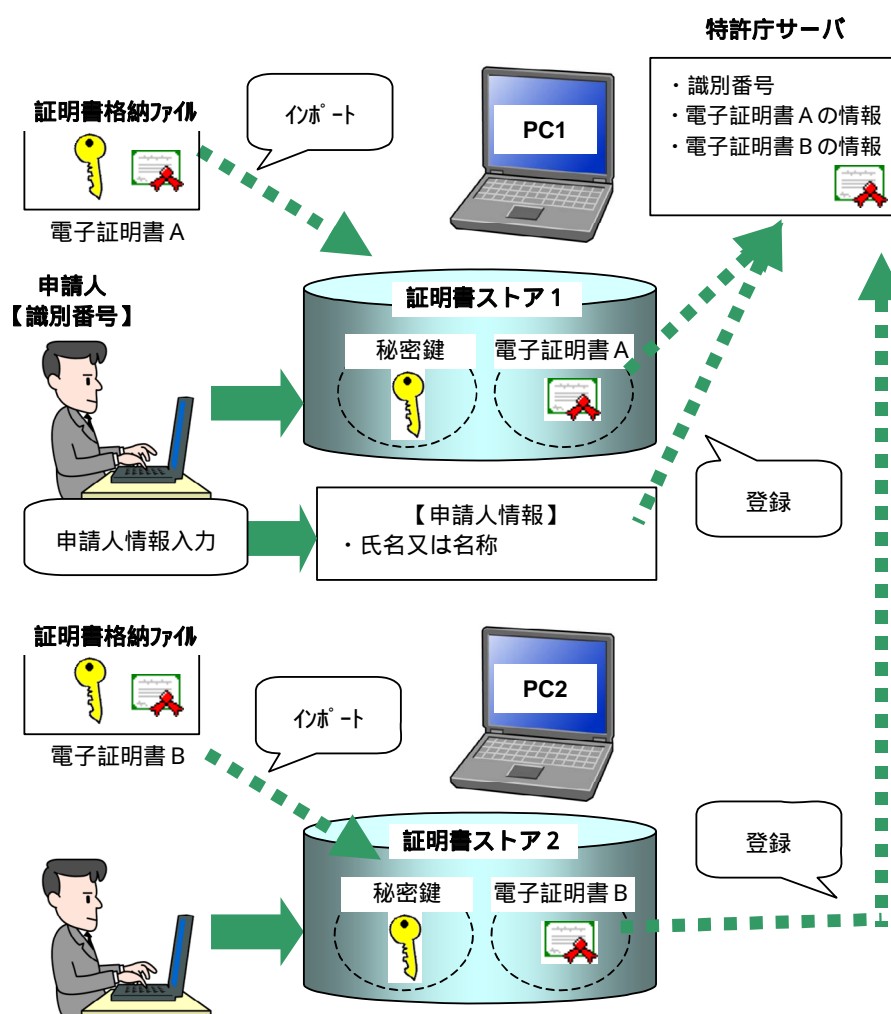 特許庁サーバ
・識別番号
・電子証明書Aの情報
・電子証明書Bの情報
証明書格納ファイル
電子証明書A
インポート
PC1
申請人
【識別番号】
証明書ストア1
秘密鍵
電子証明書A
登録
申請人情報入力
【申請人情報】
・氏名又は名称
証明書格納ファイル
電子証明書B
インポート
PC2
証明書ストア2
秘密鍵
電子証明書B
登録